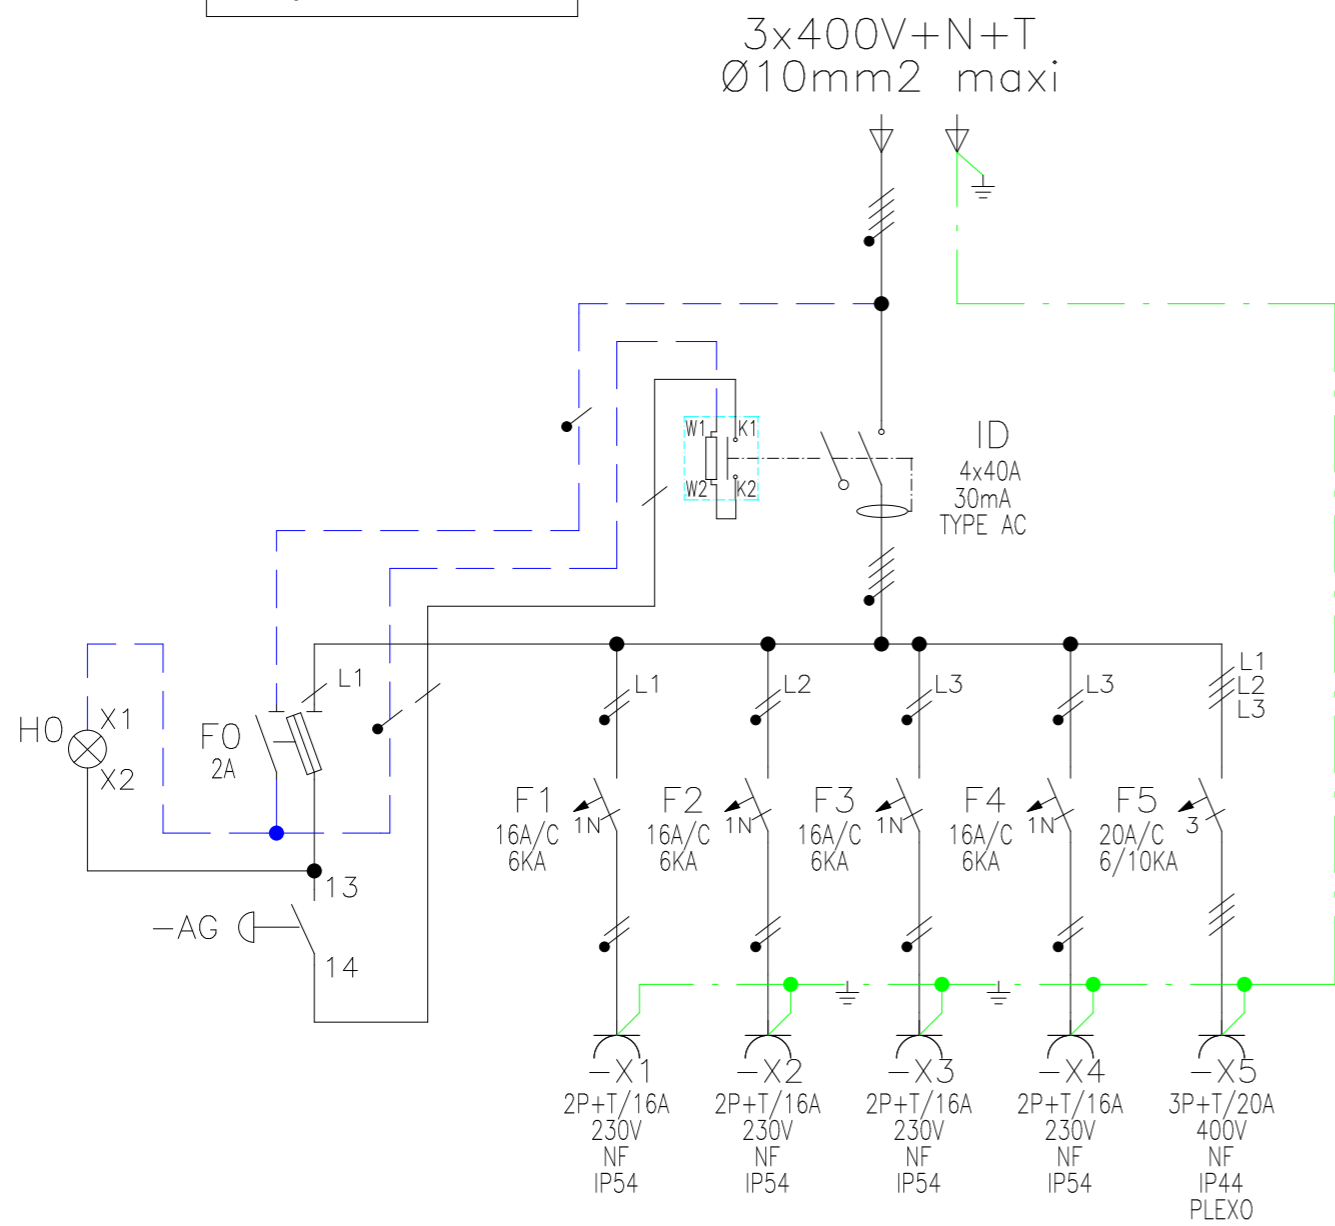 3x400V+N+T
Ø10mm2 maxi
W1 K1
W2 K2
ID
4x40A
30mA
TYPE AC
L1
L1
L2
L3
L3
L1
L2
L3
H0
X1
X2
F0
2A
F1
16A/C
6KA
1N
F2
16A/C
6KA
1N
F3
16A/C
6KA
1N
F4
16A/C
6KA
1N
F5
20A/C
6/10KA
3
13
-AG
14
-X1
2P+T/16A
230V
NF
IP54
-X2
2P+T/16A
230V
NF
IP54
-X3
2P+T/16A
230V
NF
IP54
-X4
2P+T/16A
230V
NF
IP54
-X5
3P+T/20A
400V
NF
IP44
PLEXO